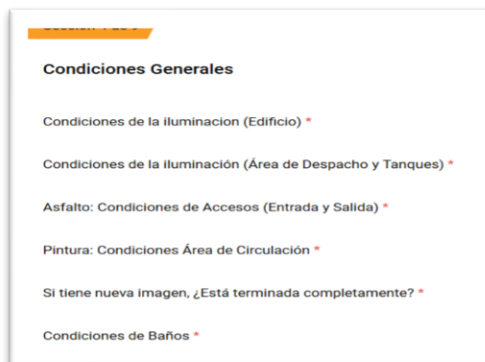 Condiciones Generales
Condiciones de la iluminacion (Edificio) *
Condiciones de la iluminación (Área de Despacho y Tanques) *
Asfalto: Condiciones de Accesos (Entrada y Salida) *
Pintura: Condiciones Área de Circulación *
Si tiene nueva imagen, ¿Está terminada completamente? *
Condiciones de Baños *